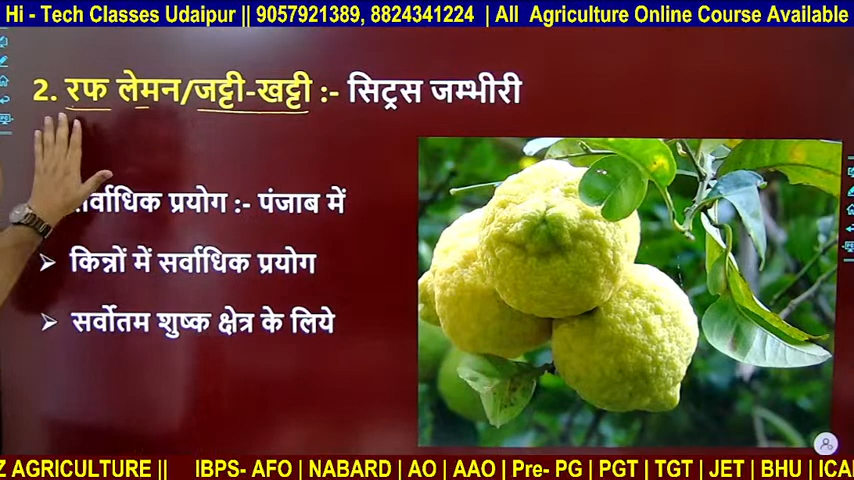 Hi - Tech Classes Udaipur || 9057921389, 8824341224 | All Agriculture Online Course Available
2. रफ लेमन/जट्टी-खट्टी :- सिट्रस जम्भीरी
प्रयोग :- पंजाब में
किन्नों में सर्वाधिक प्रयोग
सर्वोतम शुष्क क्षेत्र के लिये
AGRICULTURE || IBPS- AFO | NABARD | AO | AAO | Pre- PG | PGT | TGT | JET | BHU |